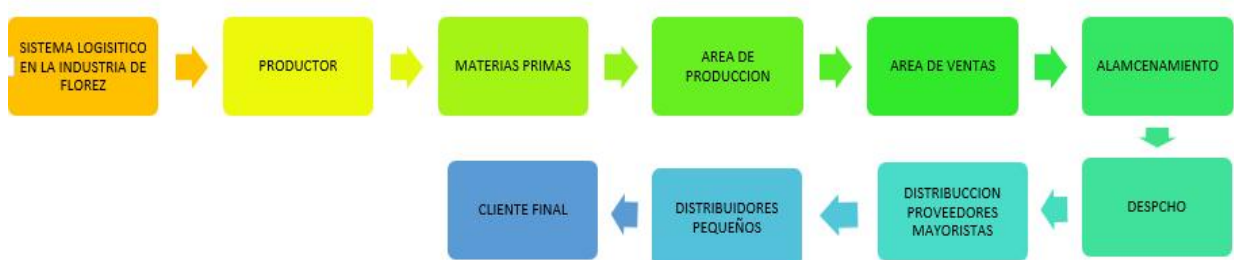 SISTEMA LOGISITICO
EN LA INDUSTRIA DE
FLOREZ
PRODUCTOR
MATERIAS PRIMAS
AREA DE
PRODUCCION
AREA DE VENTAS
ALAMCENAMIENTO
DESPCHO
DISTRIBUCCION
PROVEEDORES
MAYORISTAS
DISTRIBUIDORES
PEQUEÑOS
CLIENTE FINAL